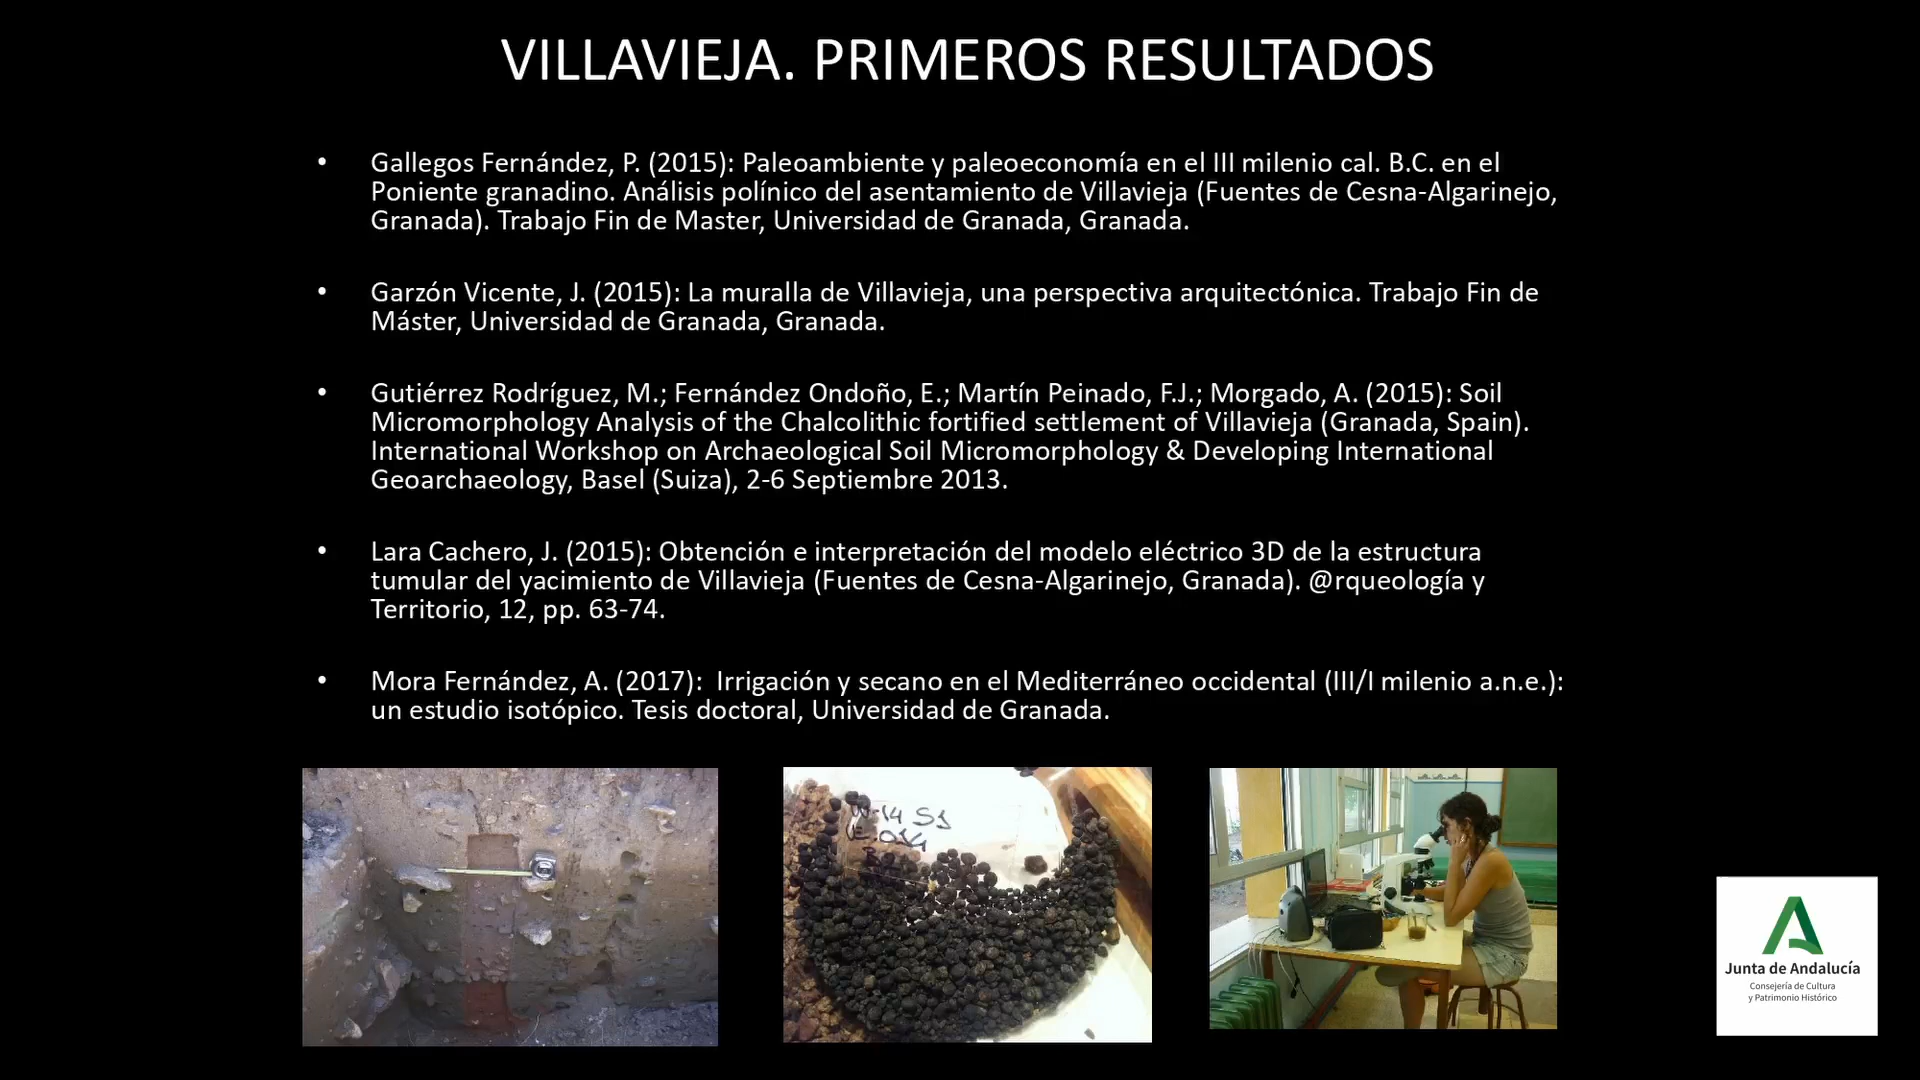 VILLAVIEJA. PRIMEROS RESULTADOS
• Gallegos Fernández, P. (2015): Paleoambiente y paleoeconomía en el III milenio cal. B.C. en el
Poniente granadino. Análisis polínico del asentamiento de Villavieja (Fuentes de Cesna-Algarinejo,
Granada). Trabajo Fin de Master, Universidad de Granada, Granada.
• Garzón Vicente, J. (2015): La muralla de Villavieja, una perspectiva arquitectónica. Trabajo Fin de
Máster, Universidad de Granada, Granada.
• Gutiérrez Rodríguez, M.; Fernández Ondoño, E.; Martín Peinado, F.J.; Morgado, A. (2015): Soil
Micromorphology Analysis of the Chalcolithic fortified settlement of Villavieja (Granada, Spain).
International Workshop on Archaeological Soil Micromorphology & Developing International
Geoarchaeology, Basel (Suiza), 2-6 Septiembre 2013.
• Lara Cachero, J. (2015): Obtención e interpretación del modelo eléctrico 3D de la estructura
tumular del yacimiento de Villavieja (Fuentes de Cesna-Algarinejo, Granada). @rqueología y
Territorio, 12, pp. 63-74.
• Mora Fernández, A. (2017):  Irrigación y secano en el Mediterráneo occidental (III/I milenio a.n.e.):
un estudio isotópico. Tesis doctoral, Universidad de Granada.
S1
Junta de Andalucía
Consejería de Cultura
y Patrimonio Histórico